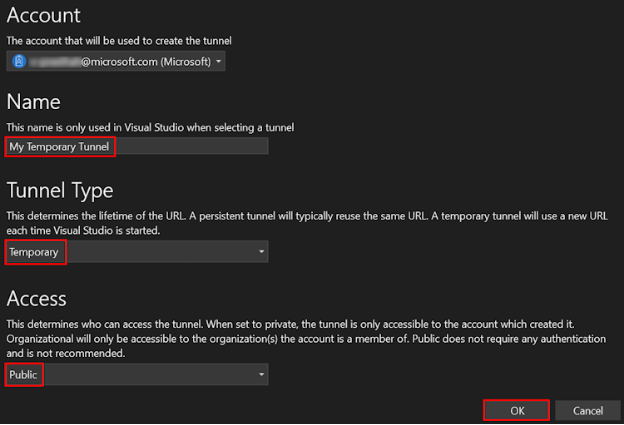 Account
The account that will be used to create the tunnel
@microsoft.com (Microsoft)
Name
This name is only used in Visual Studio when selecting a tunnel
My Temporary Tunnel
Tunnel Type
This determines the lifetime of the URL. A persistent tunnel will typically reuse the same URL. A temporary tunnel will use a new URL
each time Visual Studio is started.
Temporary
Access
This determines who can access the tunnel. When set to private, the tunnel is only accessible to the account which created it.
Organizational will only be accessible to the organization(s) the account is a member of. Public does not require any authentication
and is not recommended.
Public
OK Cancel